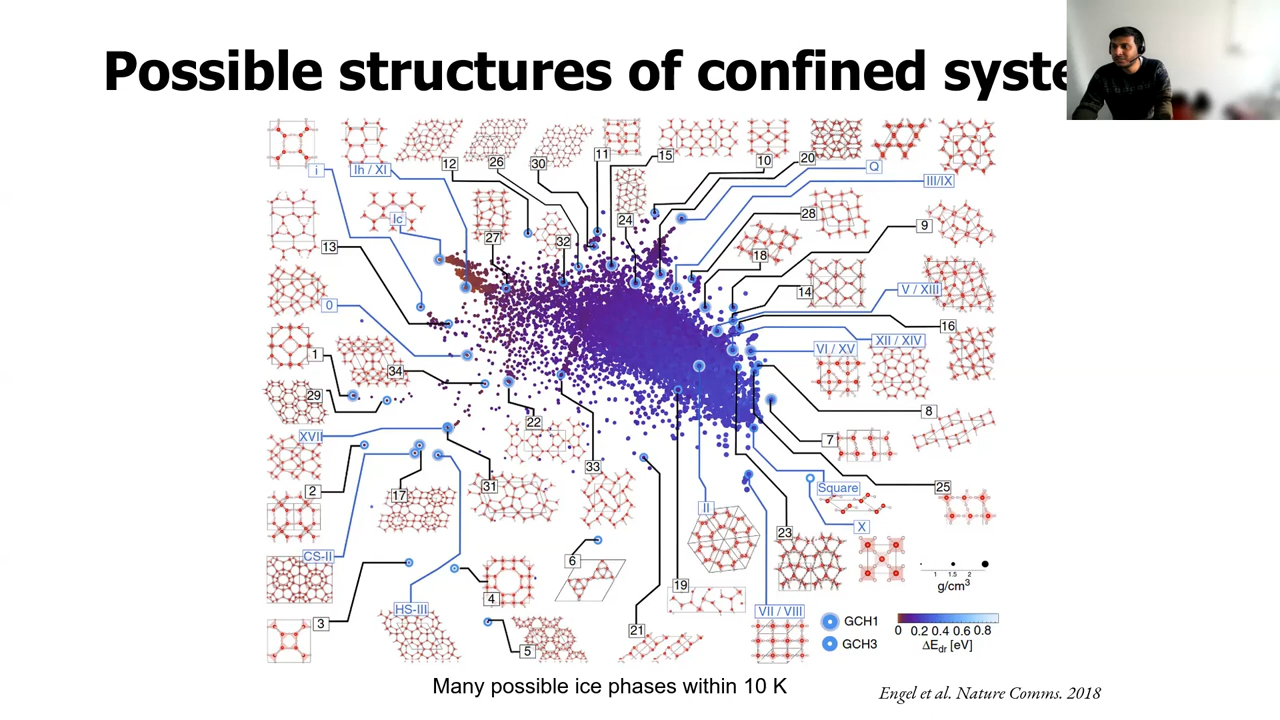 Possible structures of confined syste
12
26
30
11
15
10
20
Q
III/IX
i
Ih / XI
Ic
27
32
24
28
9
18
13
14
V / XIII
0
16
XII / XIV
VI / XV
1
34
29
8
22
7
XVII
33
2
17
31
Square
25
II
X
CS-II
23
6
4
19
g/cm³
1 1.5 2
HS-III
3
VII / VIII
GCH1
21
0 0.2 0.4 0.6 0.8
GCH3
ΔEdr [eV]
5
Many possible ice phases within 10 K
Engel et al. Nature Comms. 2018